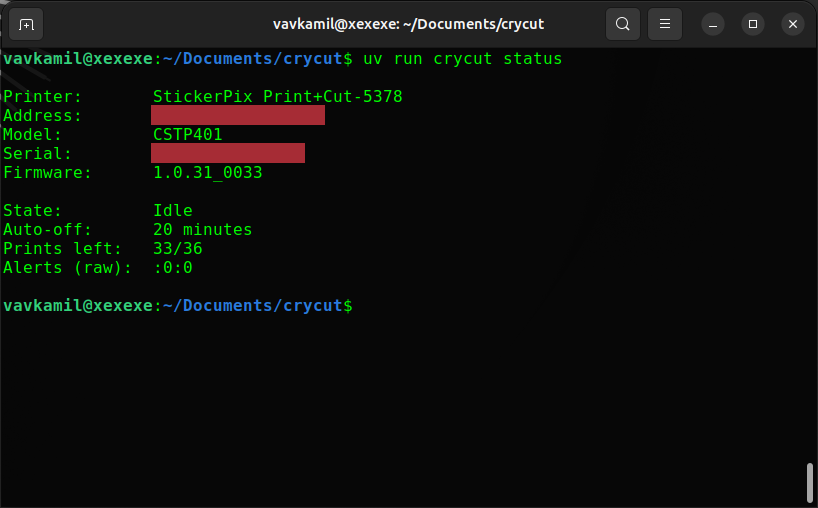 vavkamil@xexexe: ~/Documents/crycut
vavkamil@xexexe:~/Documents/crycut$ uv run crycut status
Printer: StickerPix Print+Cut-5378
Address:
Model: CSTP401
Serial:
Firmware: 1.0.31_0033
State: Idle
Auto-off: 20 minutes
Prints left: 33/36
Alerts (raw): :0:0
vavkamil@xexexe:~/Documents/crycut$